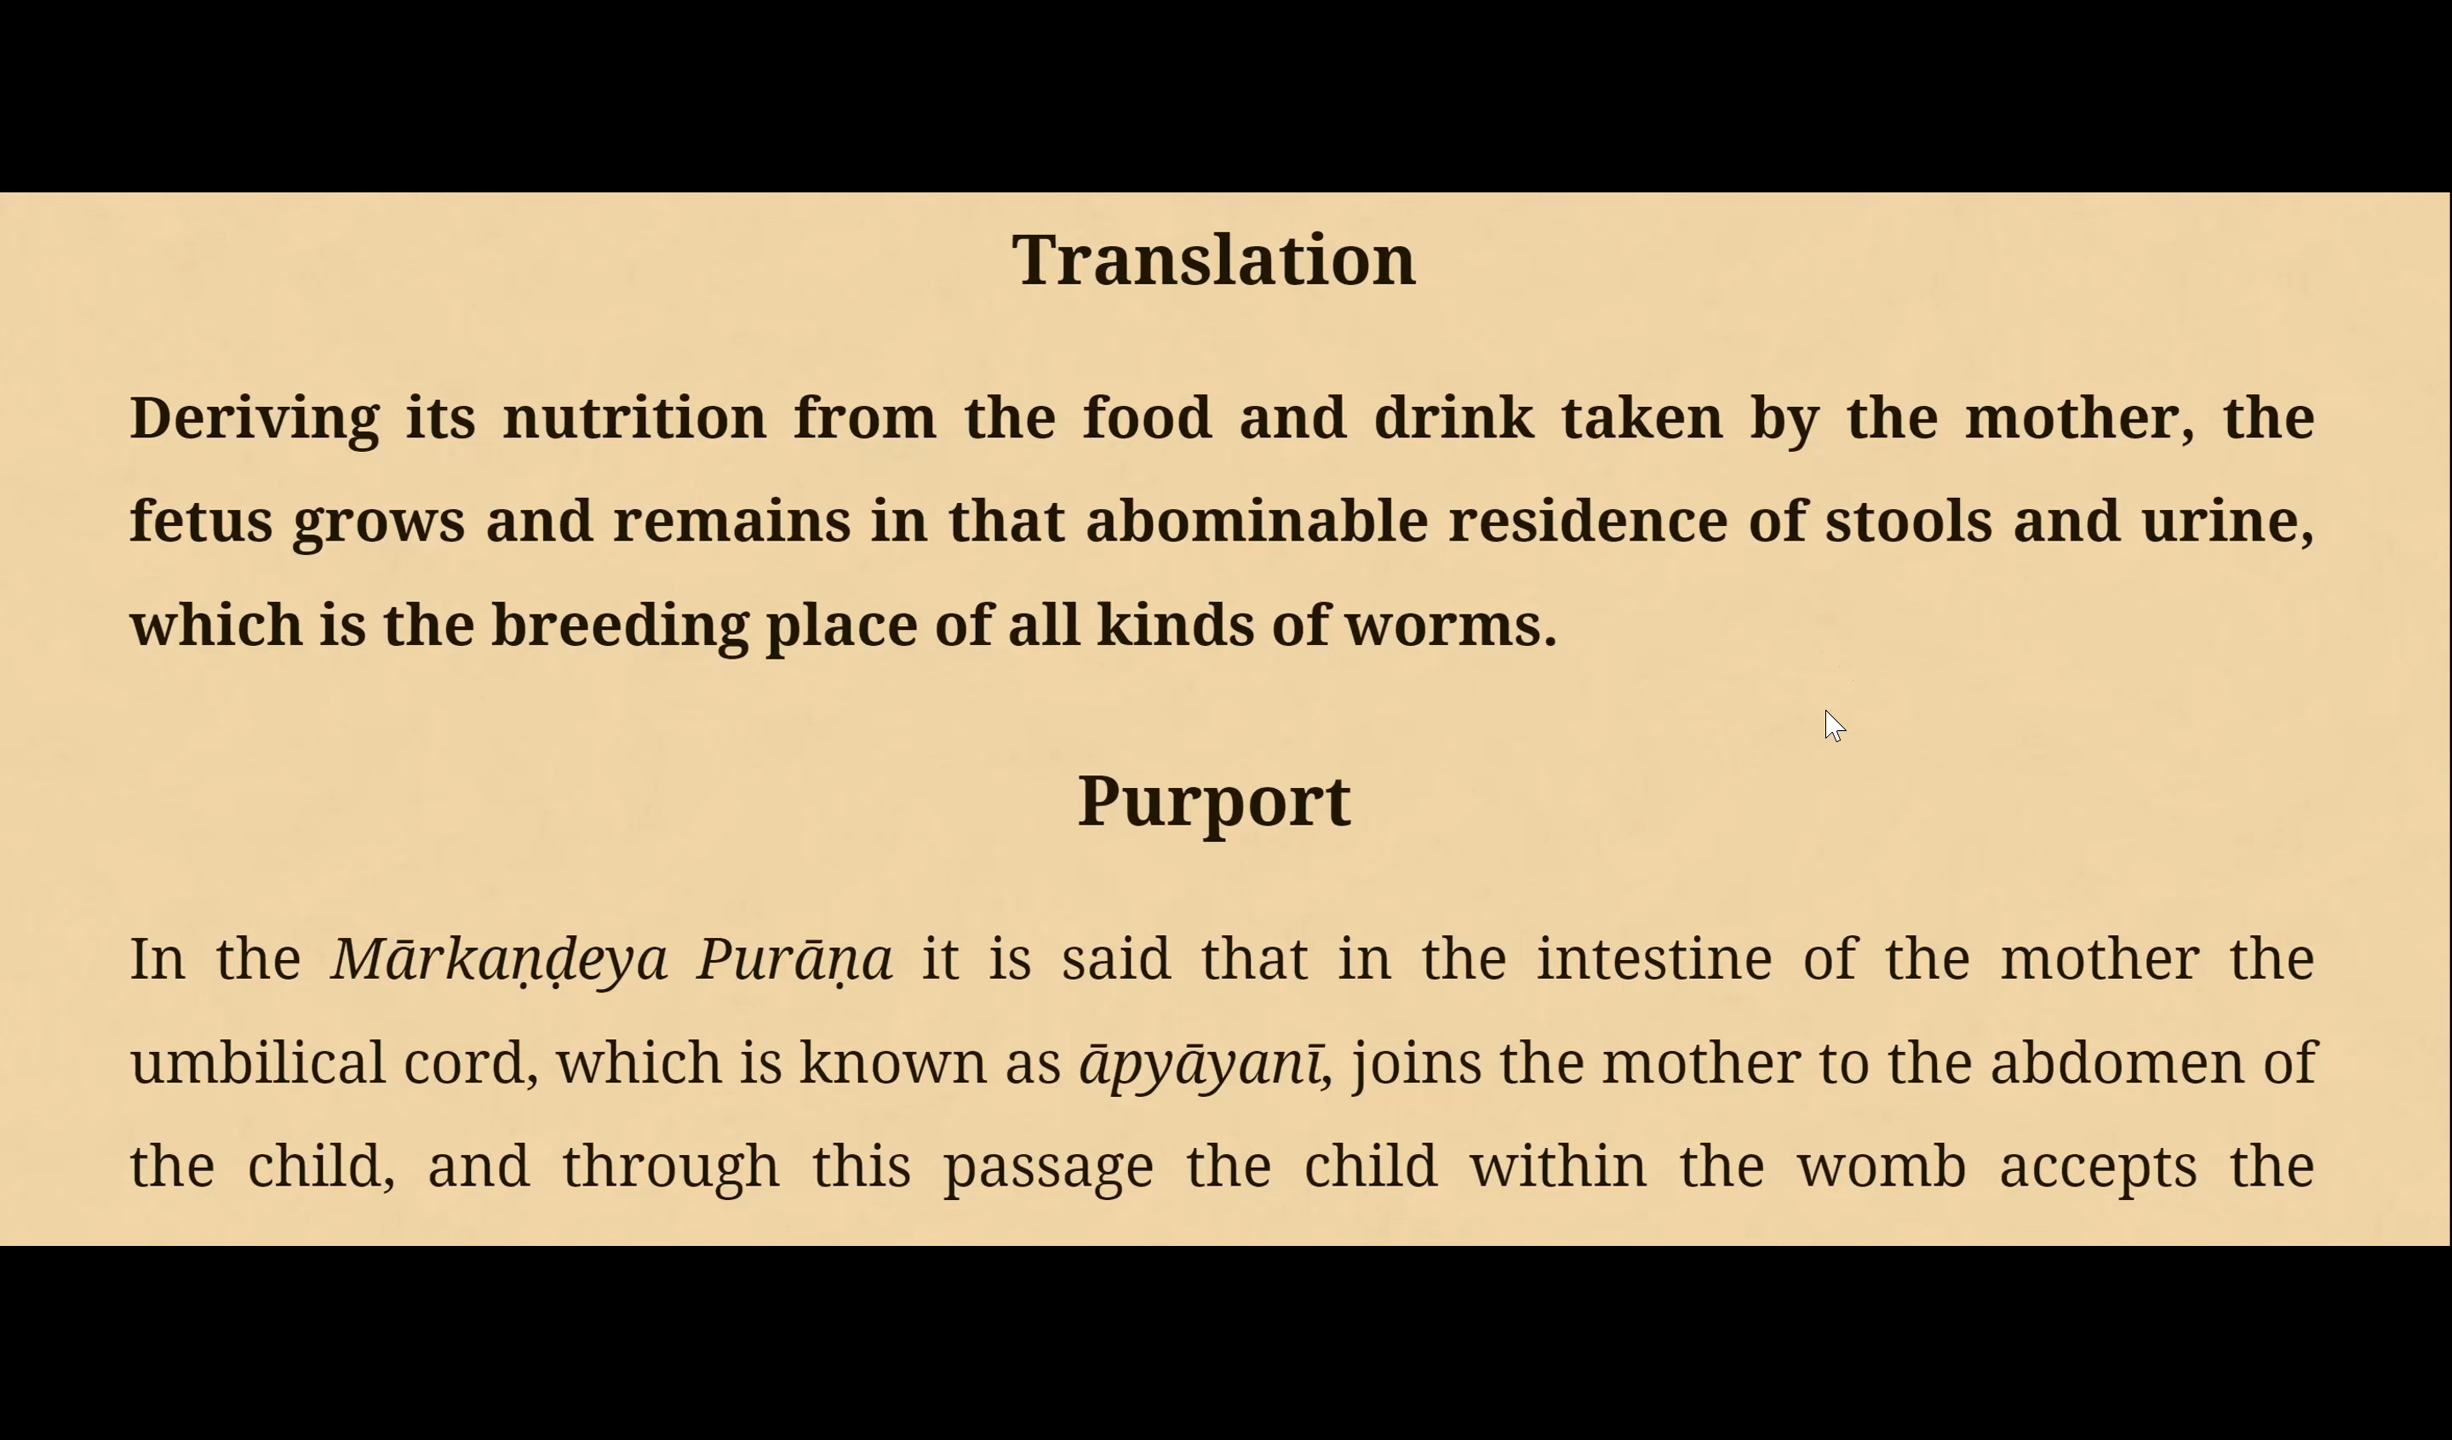 Translation
Deriving its nutrition from the food and drink taken by the mother, the
fetus grows and remains in that abominable residence of stools and urine,
which is the breeding place of all kinds of worms.
Purport
In the Mārkaṇḍeya Purāṇa it is said that in the intestine of the mother the
umbilical cord, which is known as āpyāyanī, joins the mother to the abdomen of
the child, and through this passage the child within the womb accepts the